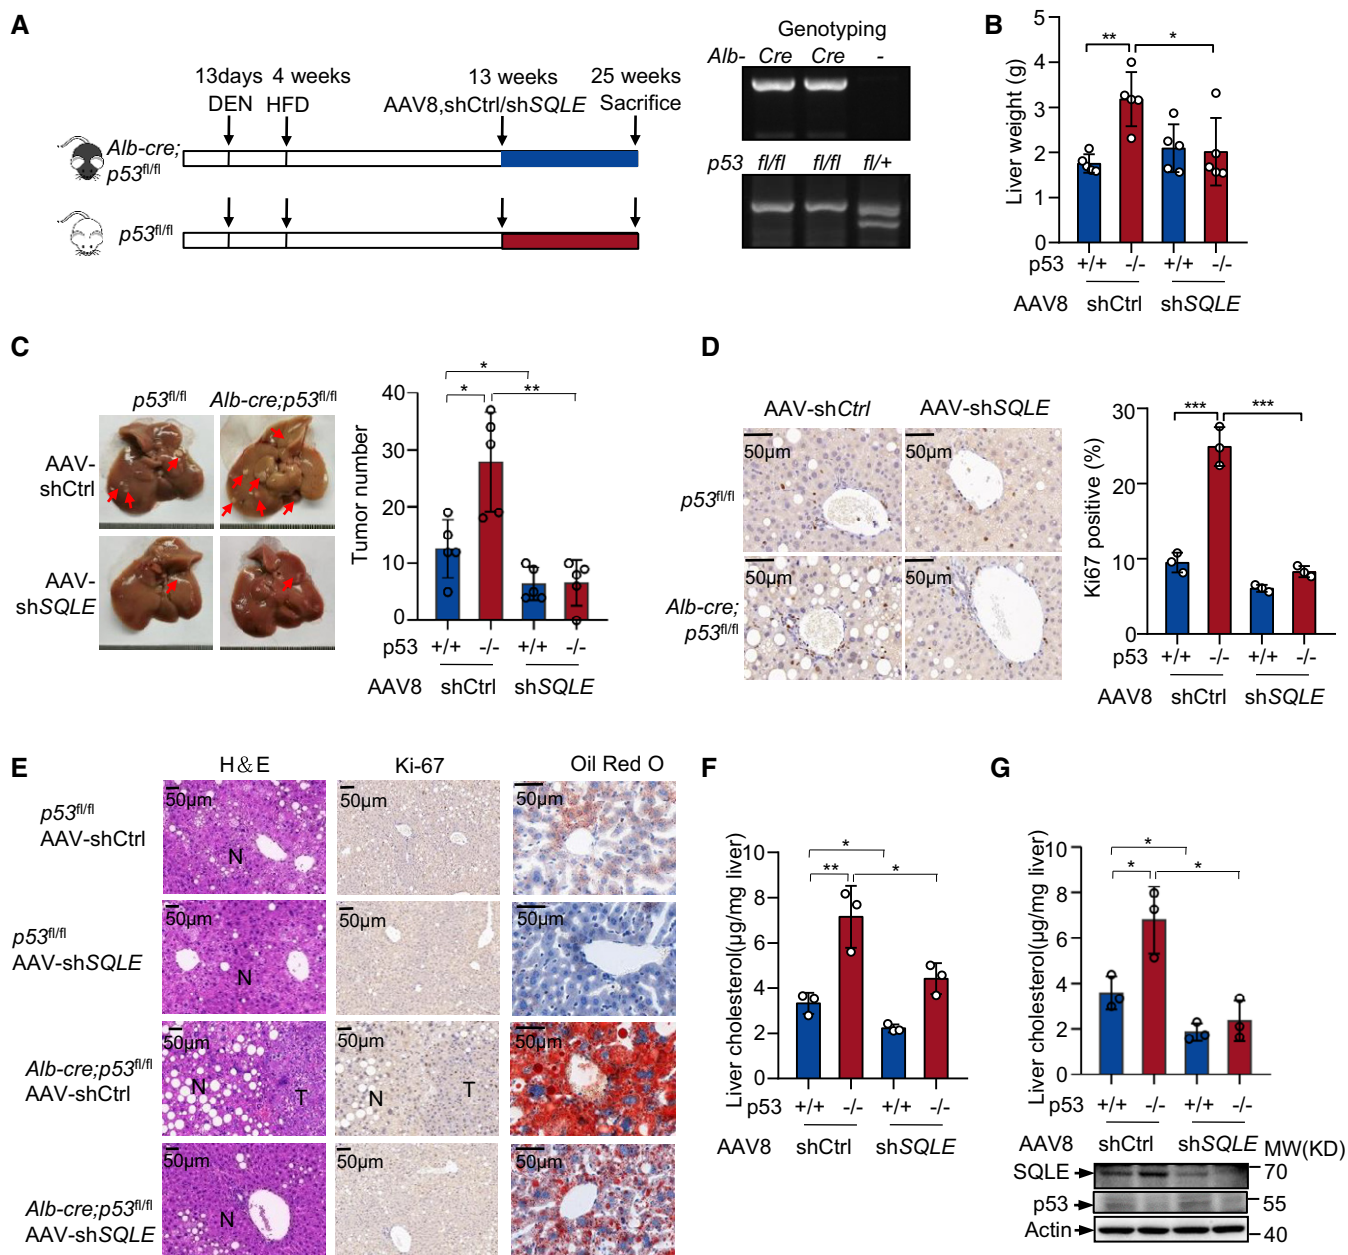 A
13days
DEN
4 weeks
HFD
13 weeks
AAV8,shCtrl/shSQLE
25 weeks
Sacrifice
Alb-cre;
p53fl/fl
p53fl/fl
Genotyping
Alb- Cre Cre -
p53 fl/fl fl/fl fl/+
B
Liver weight (g)
5
4
3
2
1
0
** *
p53 +/+ -/- +/+ -/-
AAV8 shCtrl shSQLE
C
p53fl/fl Alb-cre;p53fl/fl
AAV-
shCtrl
AAV-
shSQLE
Tumor number
40
30
20
10
0
*
* **
p53 +/+ -/- +/+ -/-
AAV8 shCtrl shSQLE
D
AAV-shCtrl AAV-shSQLE
50µm 50µm
p53fl/fl
50µm 50µm
Alb-cre;
p53fl/fl
Ki67 positive (%)
30
20
10
0
*** ***
p53 +/+ -/- +/+ -/-
AAV8 shCtrl shSQLE
E
H&E Ki-67 Oil Red O
p53fl/fl
AAV-shCtrl
50µm 50µm 50µm
N
p53fl/fl
AAV-shSQLE
50µm 50µm 50µm
N
Alb-cre;p53fl/fl
AAV-shCtrl
50µm 50µm 50µm
N T N T
Alb-cre;p53fl/fl
AAV-shSQLE
50µm 50µm 50µm
N
F
Liver cholesterol(µg/mg liver)
10
8
6
4
2
0
*
** *
p53 +/+ -/- +/+ -/-
AAV8 shCtrl shSQLE
G
Liver cholesterol(µg/mg liver)
10
8
6
4
2
0
*
* *
p53 +/+ -/- +/+ -/-
AAV8 shCtrl shSQLE MW(KD)
SQLE 70
p53 55
Actin 40